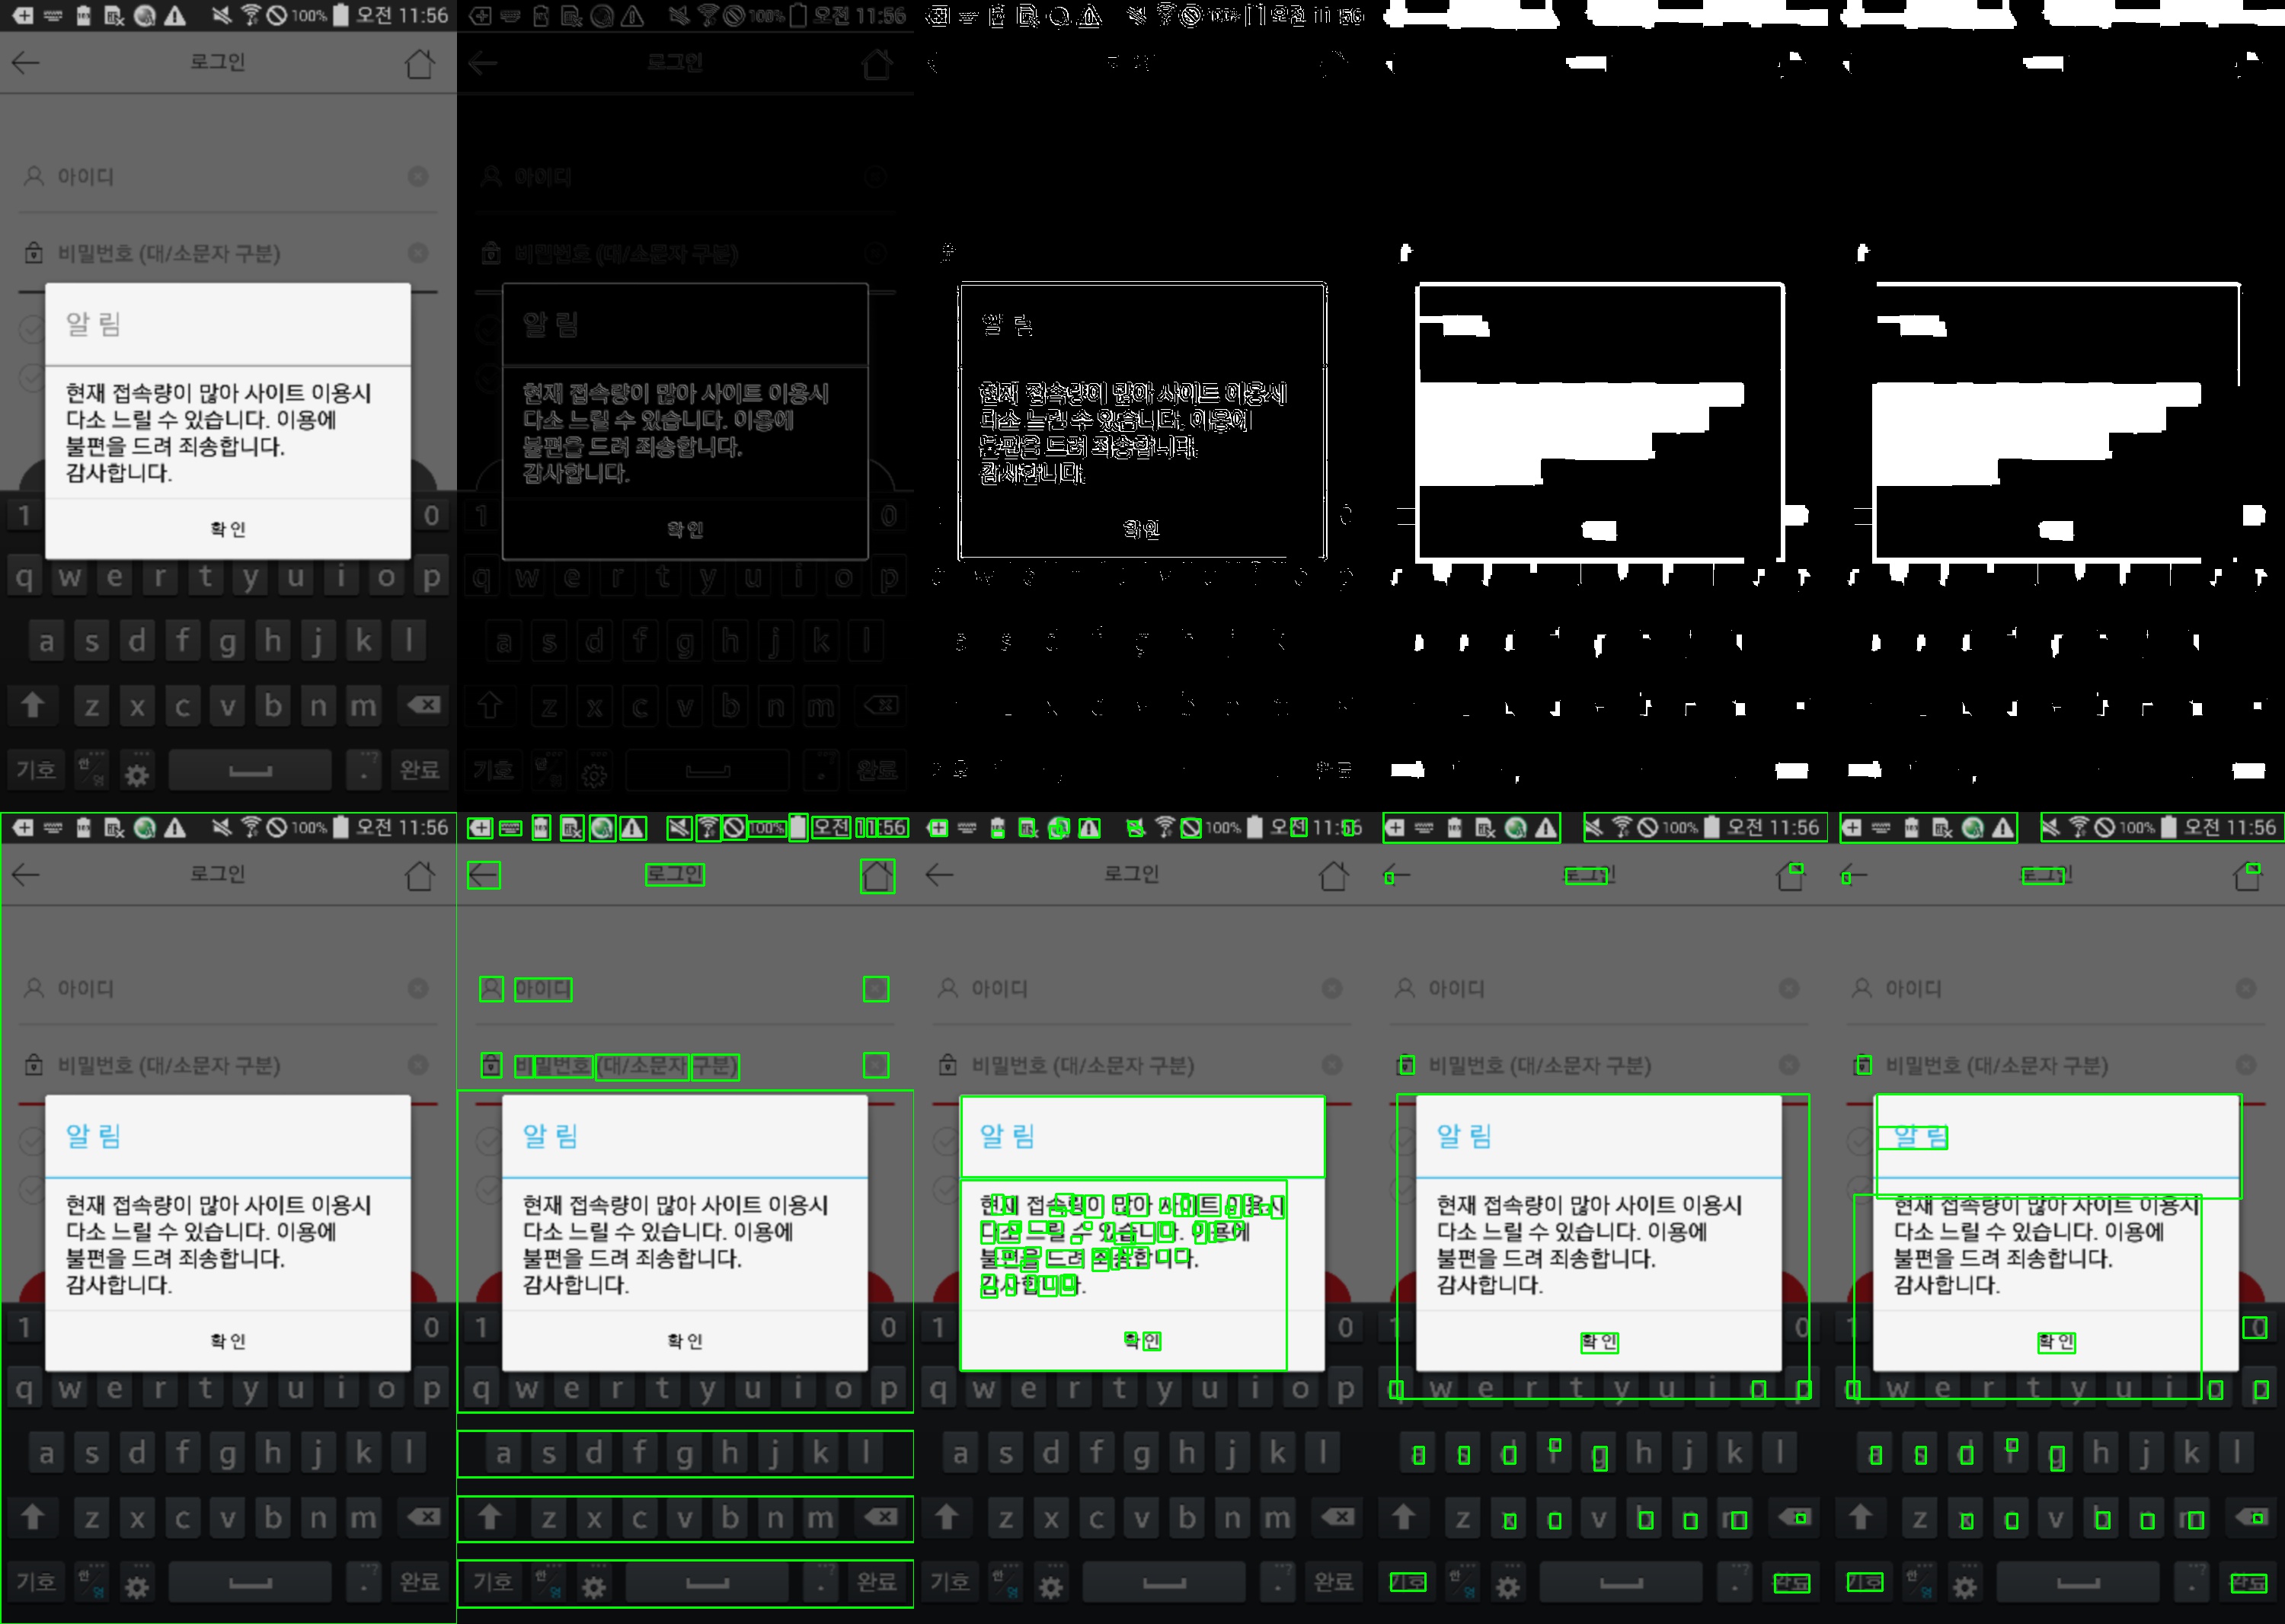 100% 오전 11:56
로그인
아이디
비밀번호 (대/소문자 구분)
알 림
현재 접속량이 많아 사이트 이용시
다소 느릴 수 있습니다. 이용에
불편을 드려 죄송합니다.
감사합니다.
확인
1 0
q w e r t y u i o p
a s d f g h j k l
z x c v b n m
기호 한/영 . 완료
100% 오전 11:56
로그인
아이디
비밀번호 (대/소문자 구분)
알 림
현재 접속량이 많아 사이트 이용시
다소 느릴 수 있습니다. 이용에
불편을 드려 죄송합니다.
감사합니다.
확인
1 0
q w e r t y u i o p
a s d f g h j k l
z x c v b n m
기호 한/영 . 완료
100% 오전 11:56
알 림
현재 접속량이 많아 사이트 이용시
다소 느릴 수 있습니다. 이용에
불편을 드려 죄송합니다.
감사합니다.
확인
100% 오전 11:56
로그인
아이디
비밀번호 (대/소문자 구분)
알 림
현재 접속량이 많아 사이트 이용시
다소 느릴 수 있습니다. 이용에
불편을 드려 죄송합니다.
감사합니다.
확인
1 0
q w e r t y u i o p
a s d f g h j k l
z x c v b n m
기호 한/영 . 완료
100% 오전 11:56
로그인
아이디
비밀번호 (대/소문자 구분)
알 림
현재 접속량이 많아 사이트 이용시
다소 느릴 수 있습니다. 이용에
불편을 드려 죄송합니다.
감사합니다.
확인
1 0
q w e r t y u i o p
a s d f g h j k l
z x c v b n m
기호 한/영 . 완료
100% 오전 11:56
로그인
아이디
비밀번호 (대/소문자 구분)
알 림
현재 접속량이 많아 사이트 이용시
다소 느릴 수 있습니다. 이용에
불편을 드려 죄송합니다.
감사합니다.
확인
1 0
q w e r t y u i o p
a s d f g h j k l
z x c v b n m
기호 한/영 . 완료
100% 오전 11:56
로그인
아이디
비밀번호 (대/소문자 구분)
알 림
현재 접속량이 많아 사이트 이용시
다소 느릴 수 있습니다. 이용에
불편을 드려 죄송합니다.
감사합니다.
확인
1 0
q w e r t y u i o p
a s d f g h j k l
z x c v b n m
기호 한/영 . 완료
100% 오전 11:56
로그인
아이디
비밀번호 (대/소문자 구분)
알 림
현재 접속량이 많아 사이트 이용시
다소 느릴 수 있습니다. 이용에
불편을 드려 죄송합니다.
감사합니다.
확인
1 0
q w e r t y u i o p
a s d f g h j k l
z x c v b n m
기호 한/영 . 완료